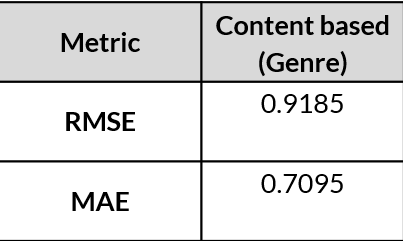 Metric
Content based
(Genre)
RMSE
0.9185
MAE
0.7095